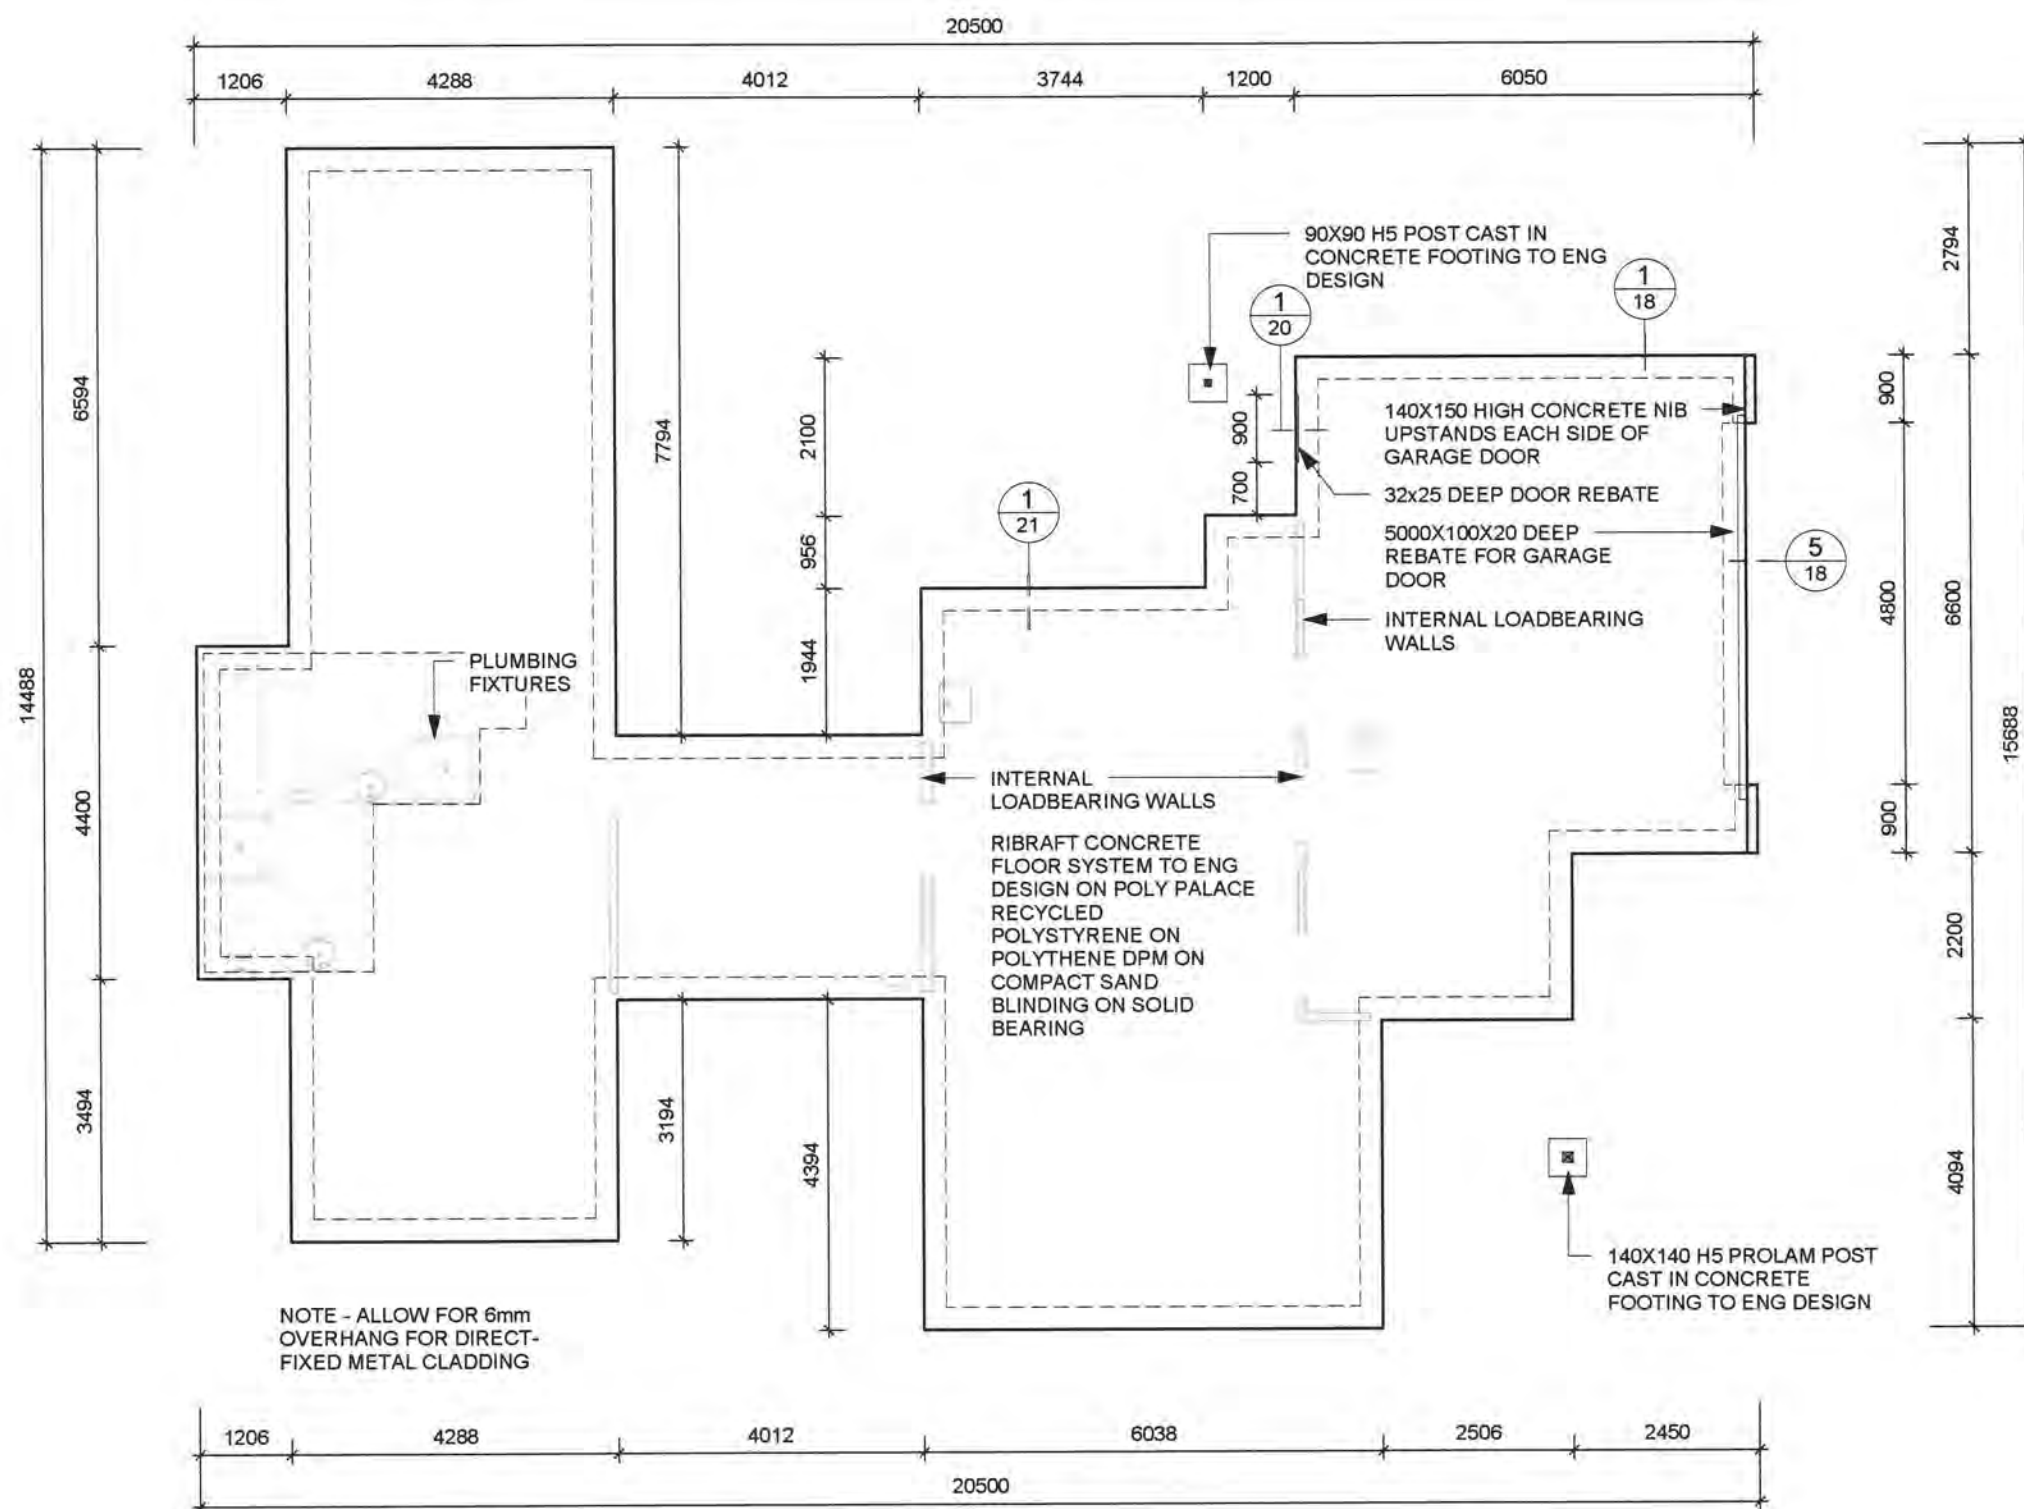 20500
1206 4288 4012 3744 1200 6050
90X90 H5 POST CAST IN
CONCRETE FOOTING TO ENG
DESIGN
1
20
1
18
2794
6594
7794
2100
900
700
140X150 HIGH CONCRETE NIB
UPSTANDS EACH SIDE OF
GARAGE DOOR
32x25 DEEP DOOR REBATE
5000X100X20 DEEP
REBATE FOR GARAGE
DOOR
INTERNAL LOADBEARING
WALLS
900
1
21
956
5
18
4800
6600
1944
PLUMBING
FIXTURES
14488
15688
4400
INTERNAL
LOADBEARING WALLS
900
RIBRAFT CONCRETE
FLOOR SYSTEM TO ENG
DESIGN ON POLY PALACE
RECYCLED
POLYSTYRENE ON
POLYTHENE DPM ON
COMPACT SAND
BLINDING ON SOLID
BEARING
2200
3494
3194
4394
4094
140X140 H5 PROLAM POST
CAST IN CONCRETE
FOOTING TO ENG DESIGN
NOTE - ALLOW FOR 6mm
OVERHANG FOR DIRECT-
FIXED METAL CLADDING
1206 4288 4012 6038 2506 2450
20500